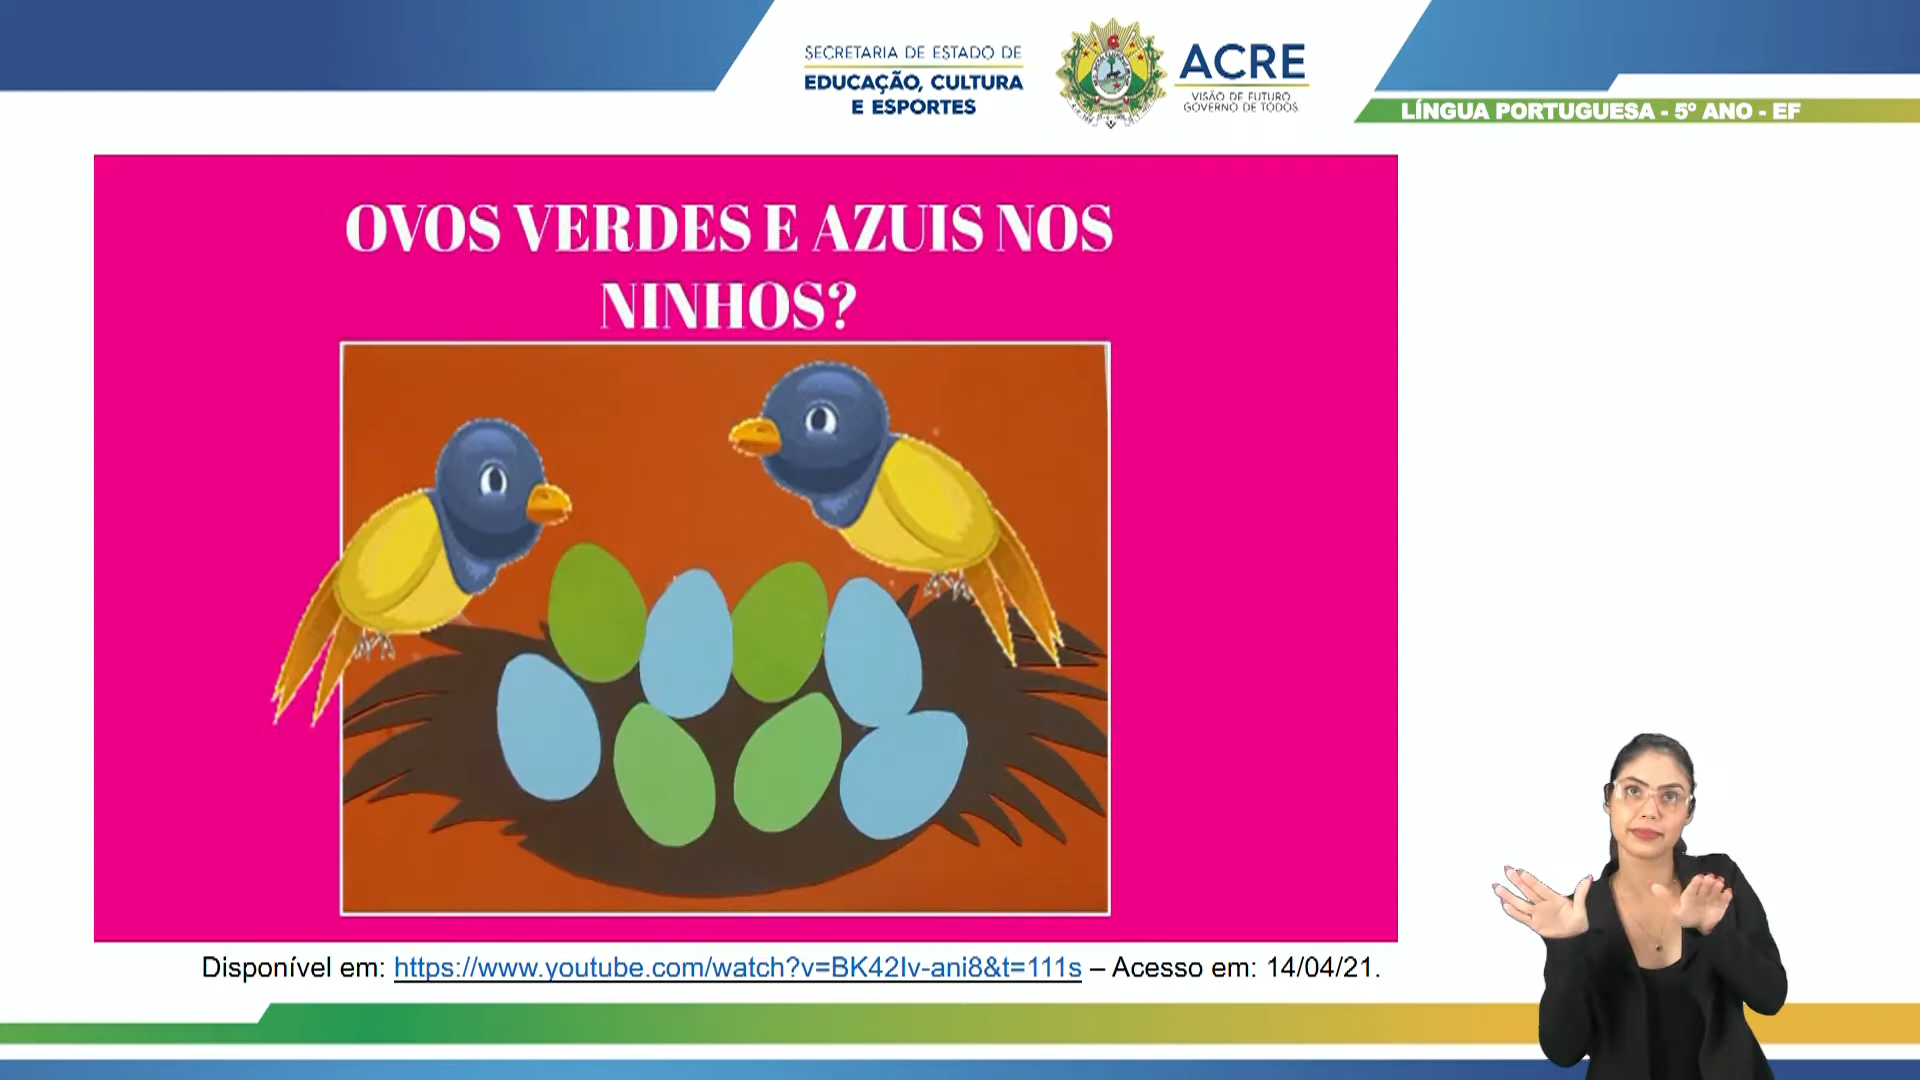 SECRETARIA DE ESTADO DE
EDUCAÇÃO, CULTURA
E ESPORTES
ACRE
VISÃO DE FUTURO.
GOVERNO DE TODOS.
LÍNGUA PORTUGUESA - 5º ANO - EF
OVOS VERDES E AZUIS NOS
NINHOS?
Disponível em: https://www.youtube.com/watch?v=BK42Iv-ani8&t=111s – Acesso em: 14/04/21.